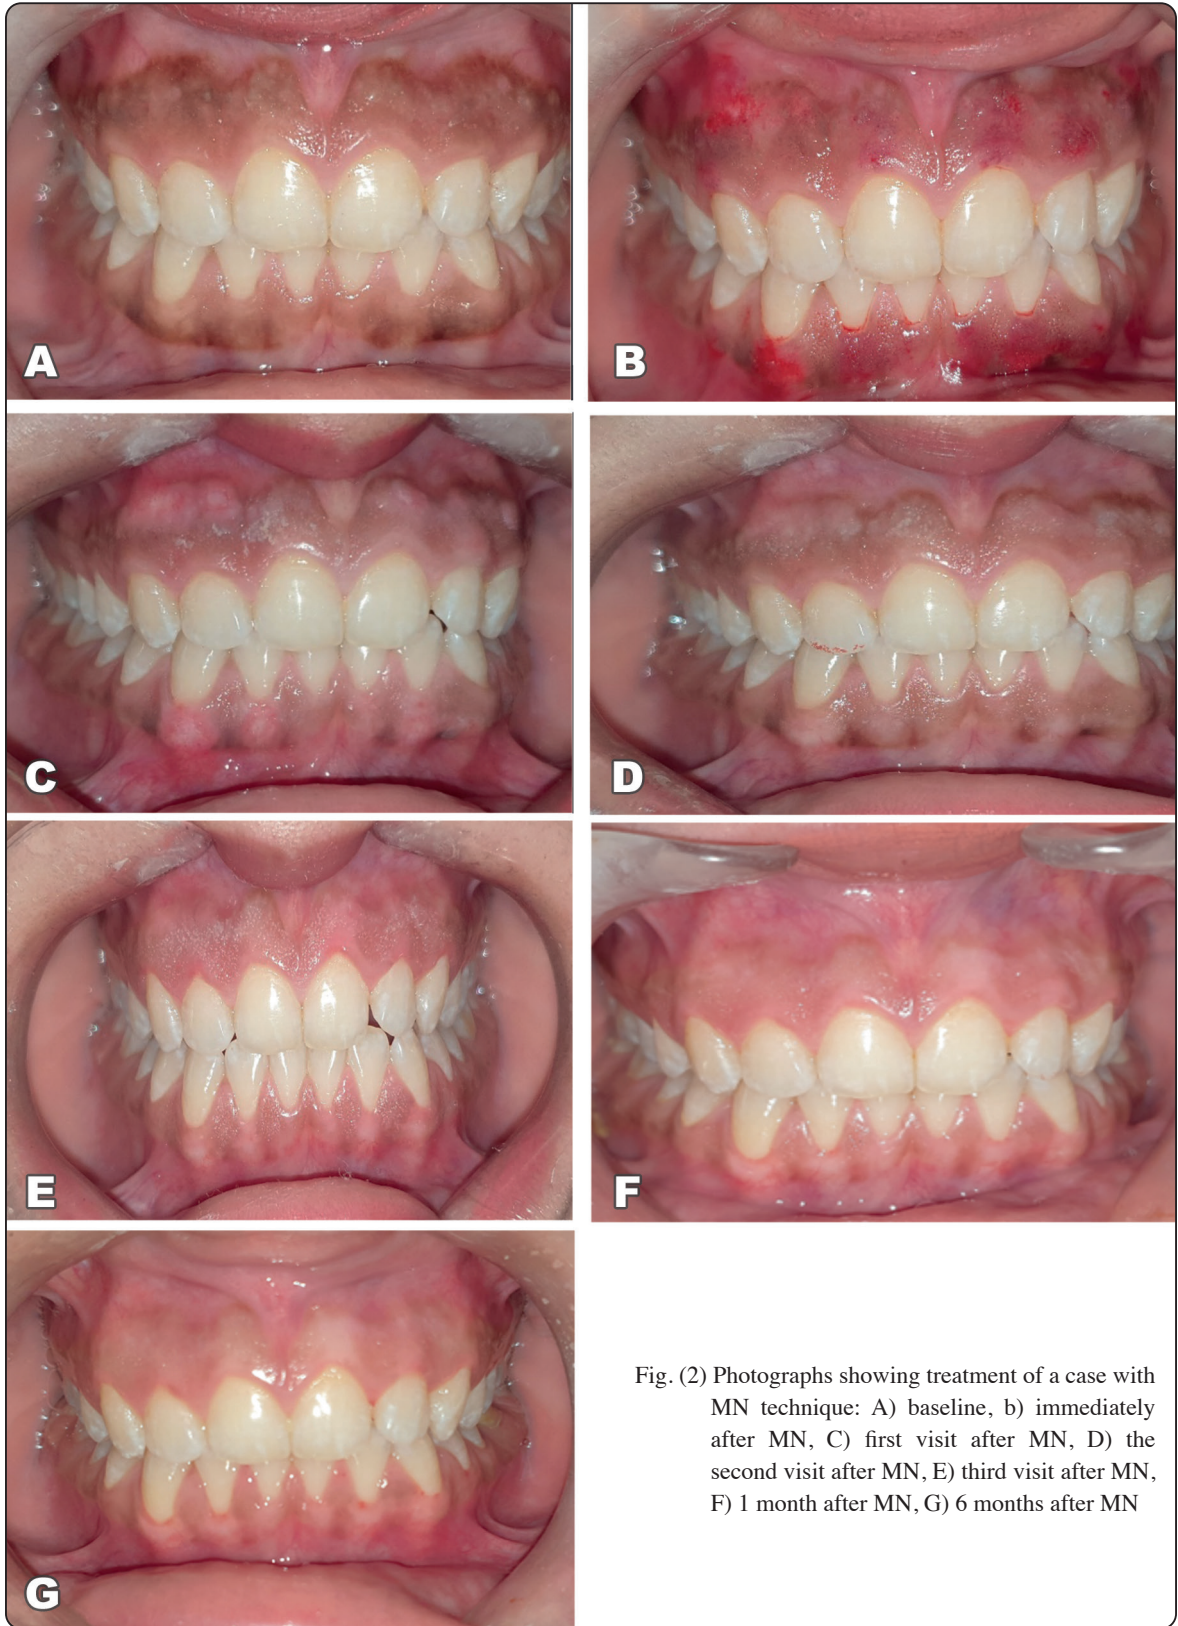 A
B
C
D
E
F
G
Fig. (2) Photographs showing treatment of a case with
MN technique: A) baseline, b) immediately
after MN, C) first visit after MN, D) the
second visit after MN, E) third visit after MN,
F) 1 month after MN, G) 6 months after MN